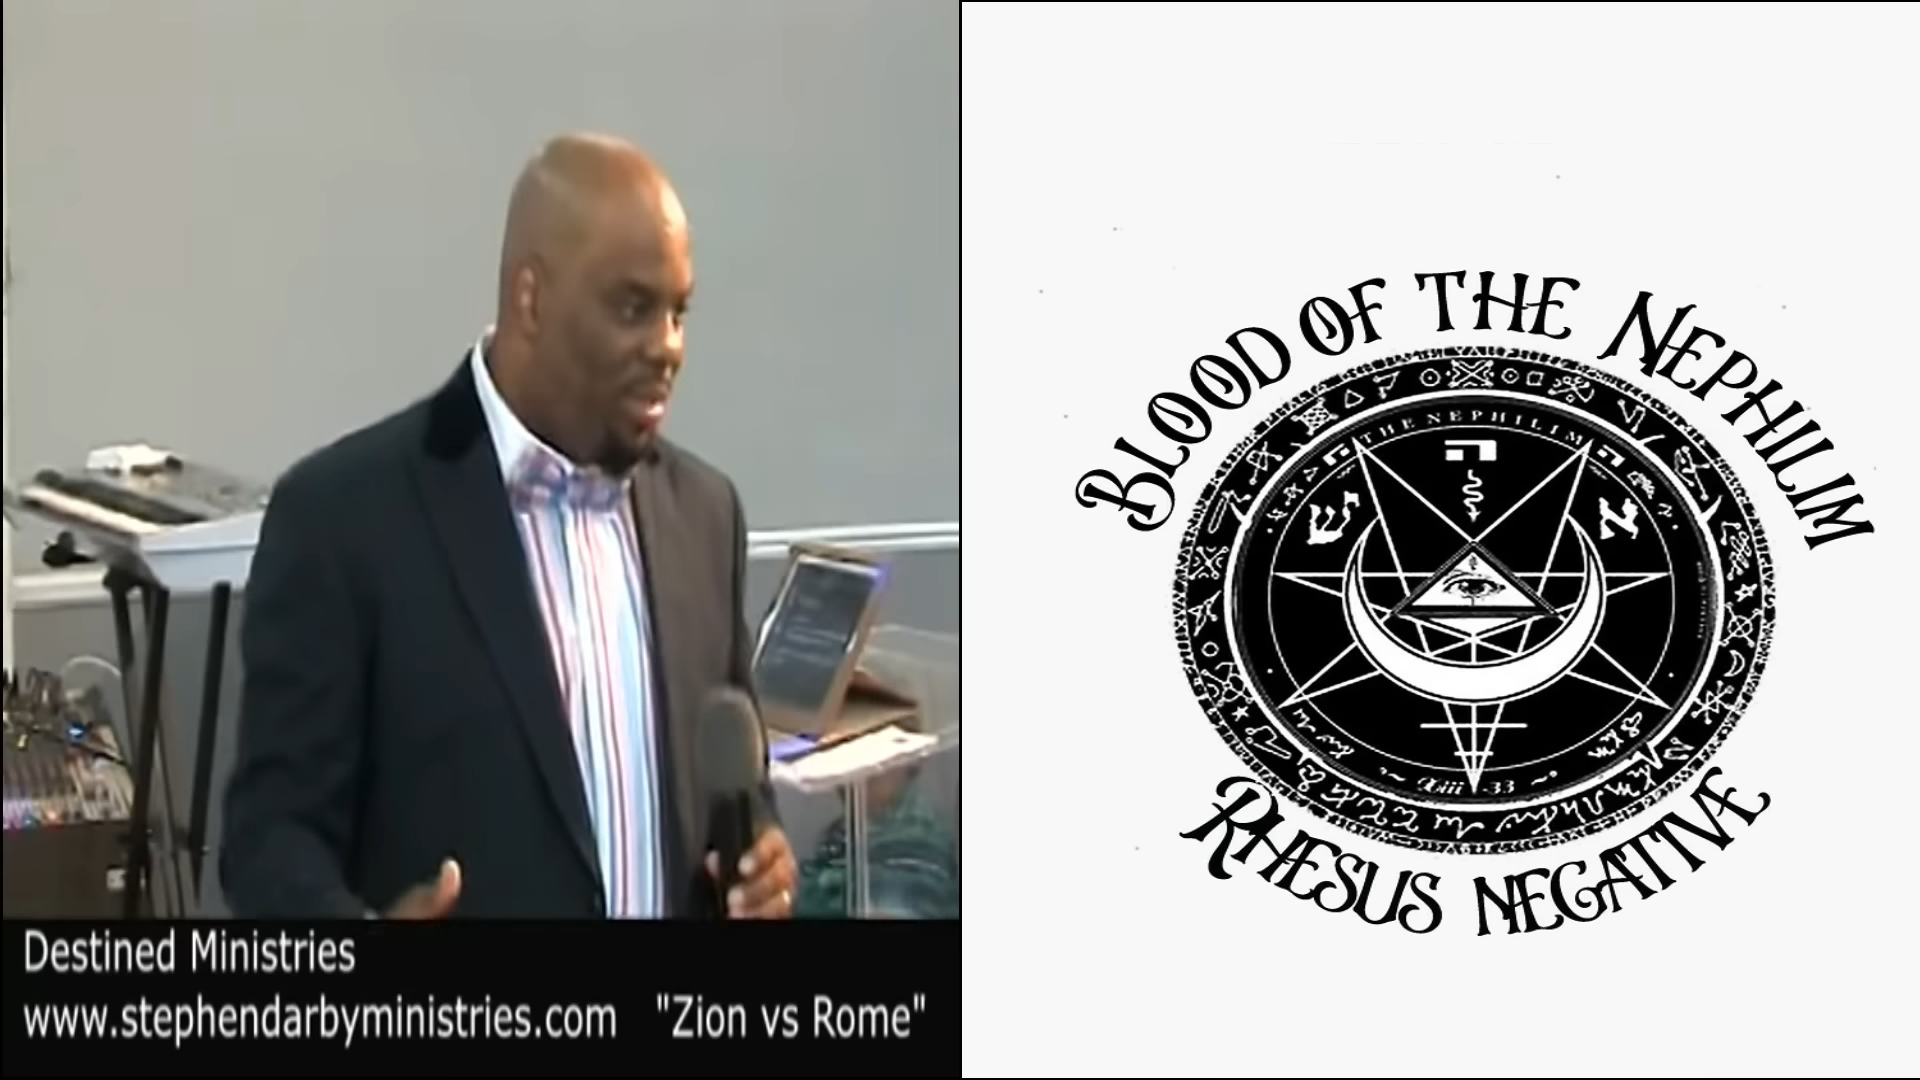 Destined Ministries
www.stephendarbyministries.com "Zion vs Rome"
BLOOD OF THE NEPHILIM
THE NEPHILIM
RHESUS NEGATIVE